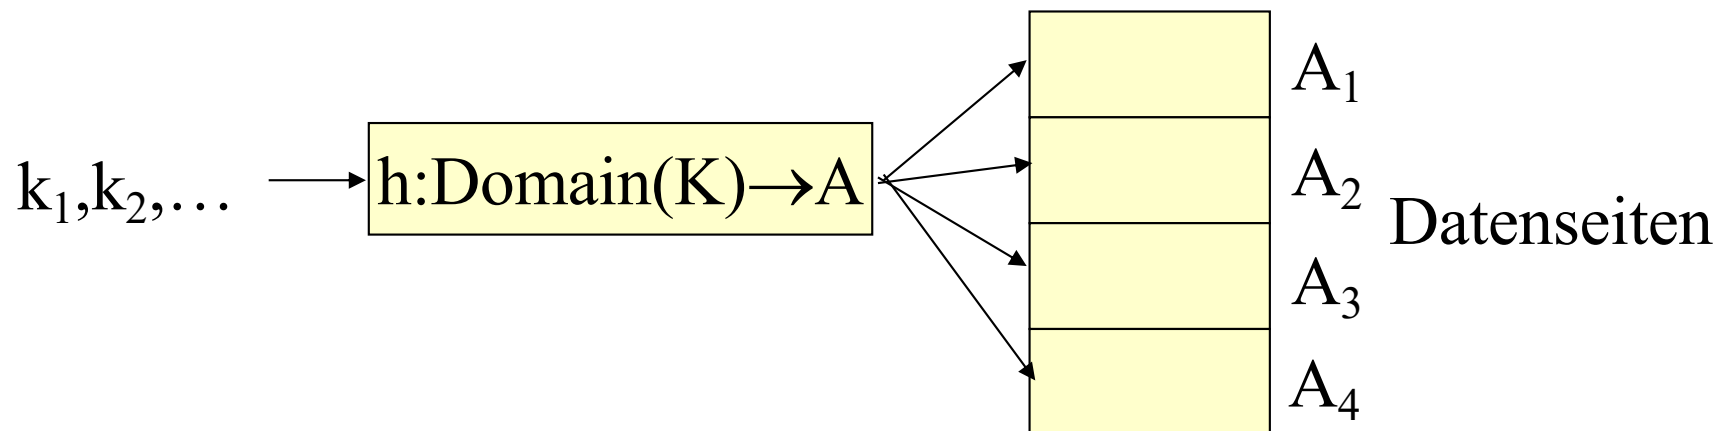 k₁,k₂,…
h:Domain(K)→A
A₁
A₂
A₃
A₄
Datenseiten